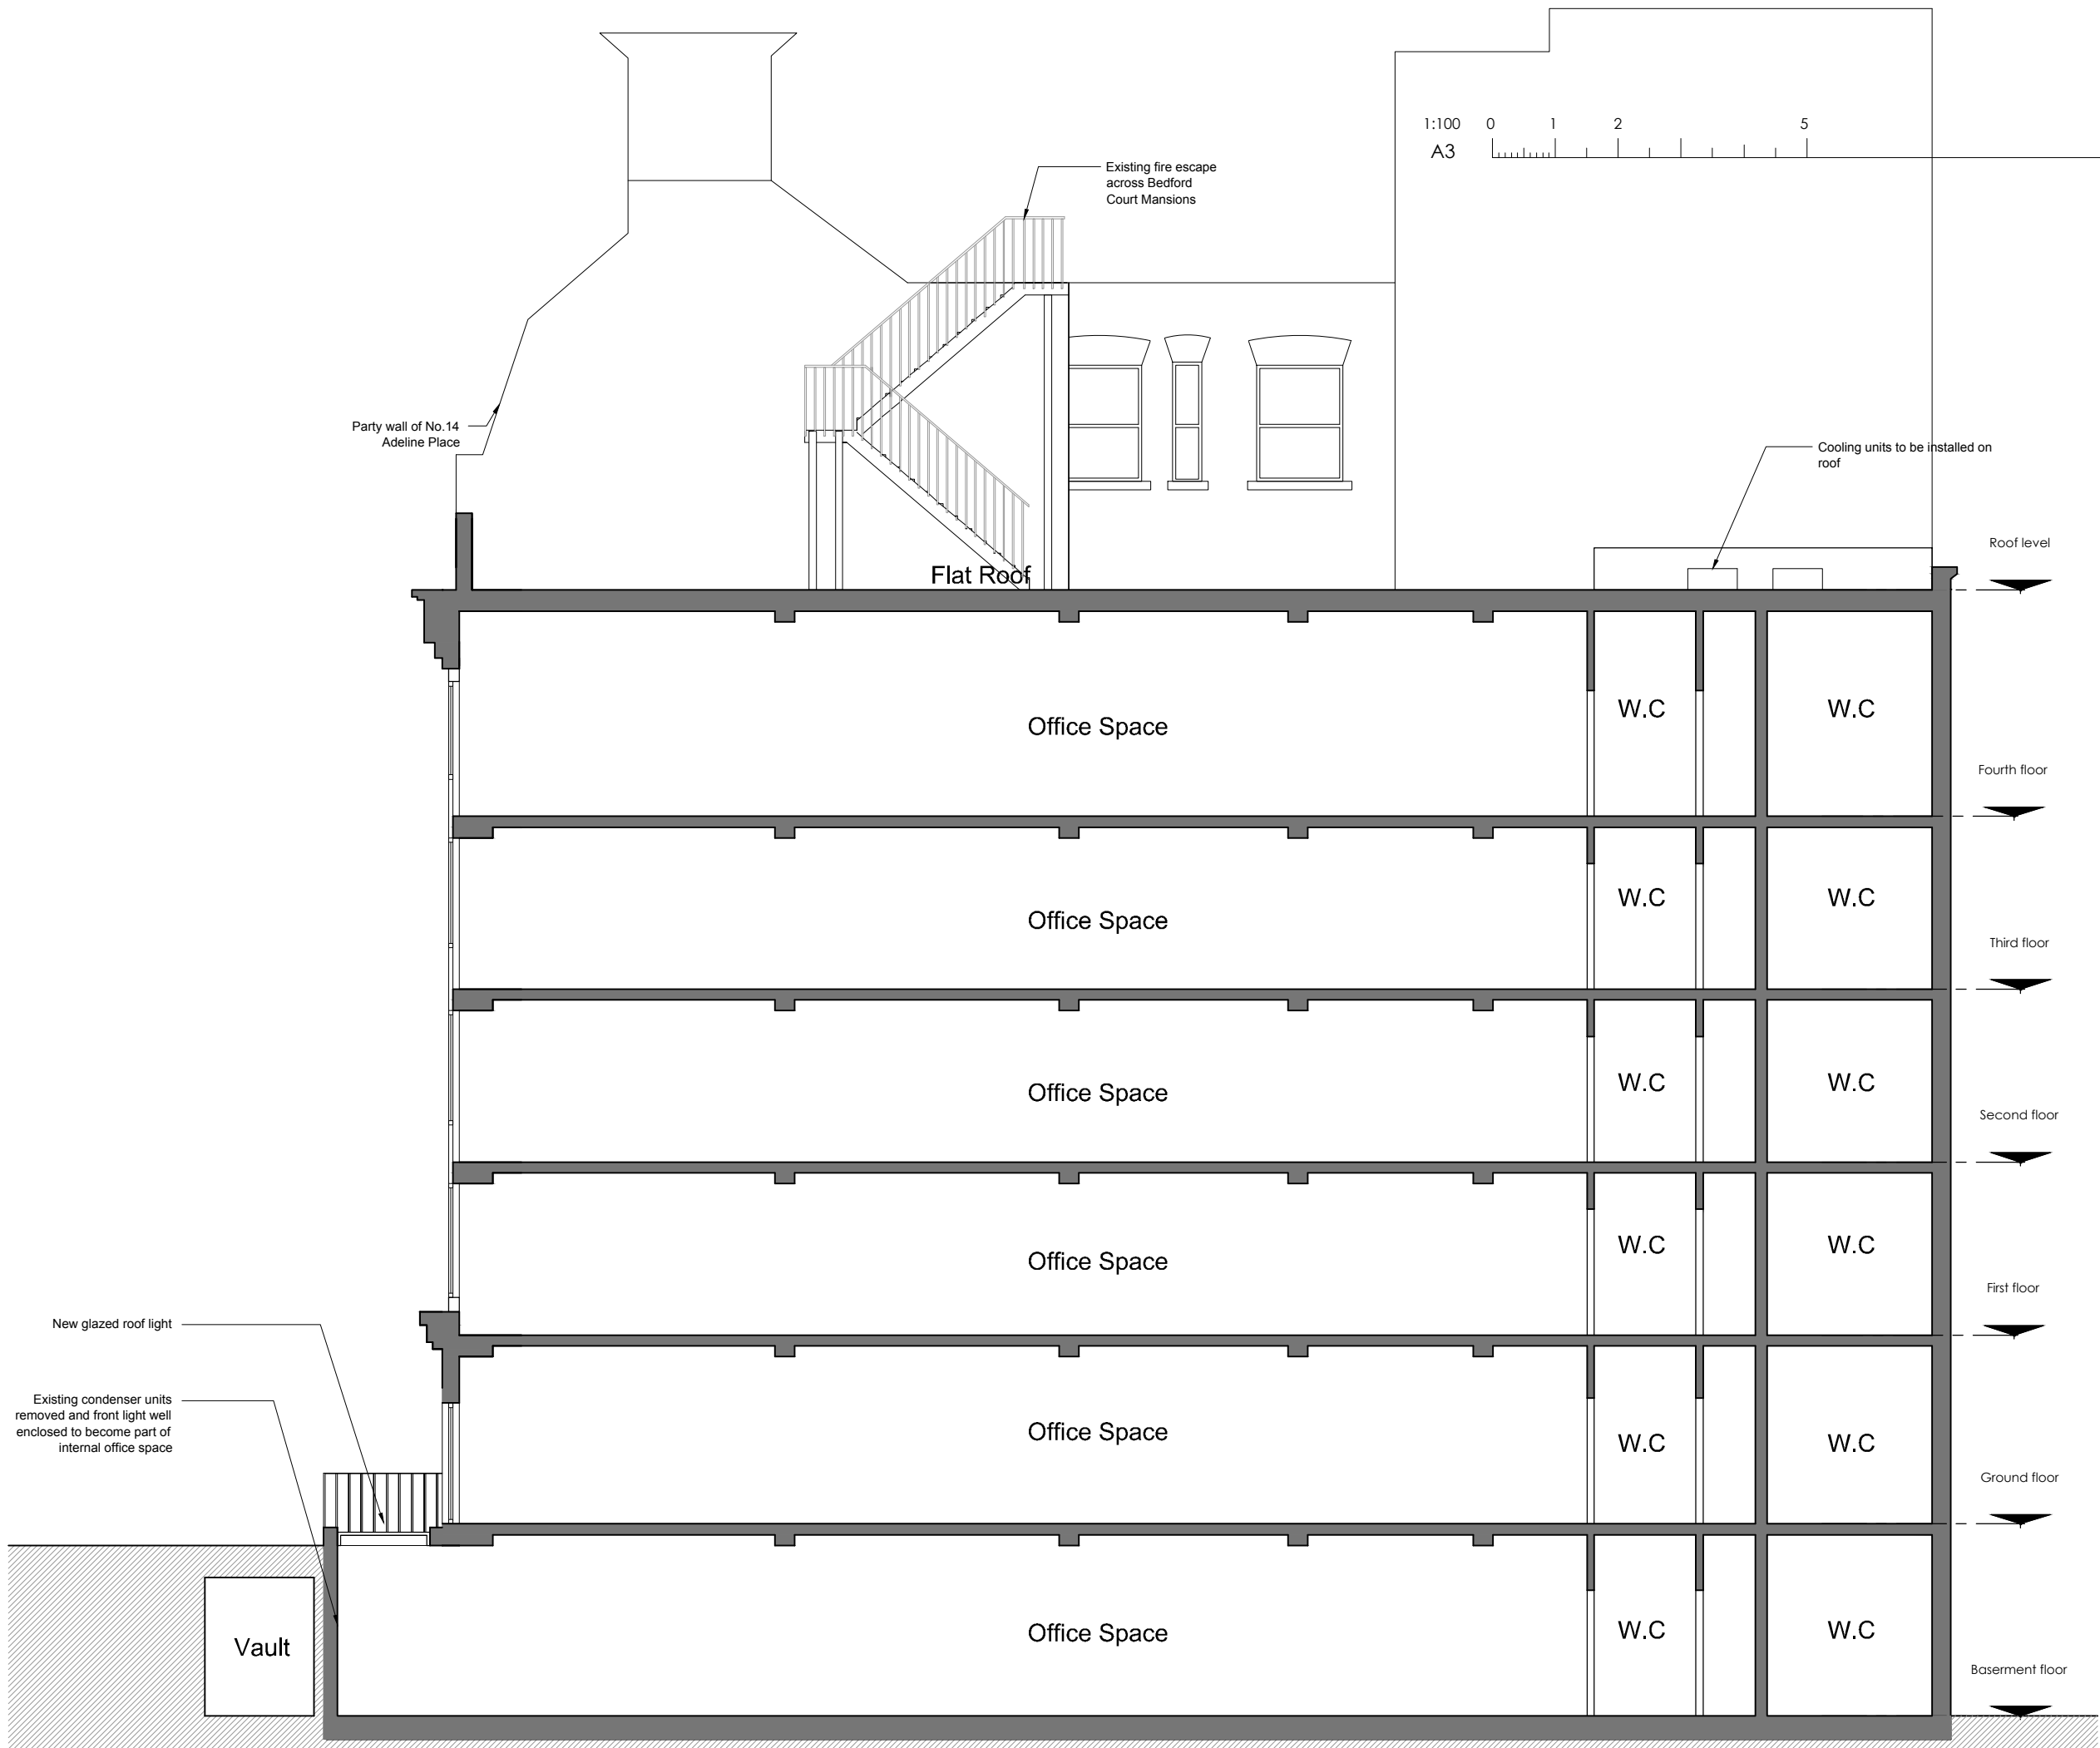 1:100 0 1 2 5
A3
Existing fire escape
across Bedford
Court Mansions
Party wall of No.14
Adeline Place
Cooling units to be installed on
roof
Roof level
Flat Roof
Office Space
W.C
W.C
Fourth floor
Office Space
W.C
W.C
Third floor
Office Space
W.C
W.C
Second floor
Office Space
W.C
W.C
First floor
New glazed roof light
Existing condenser units
removed and front light well
enclosed to become part of
internal office space
Office Space
W.C
W.C
Ground floor
Vault
Office Space
W.C
W.C
Baserment floor